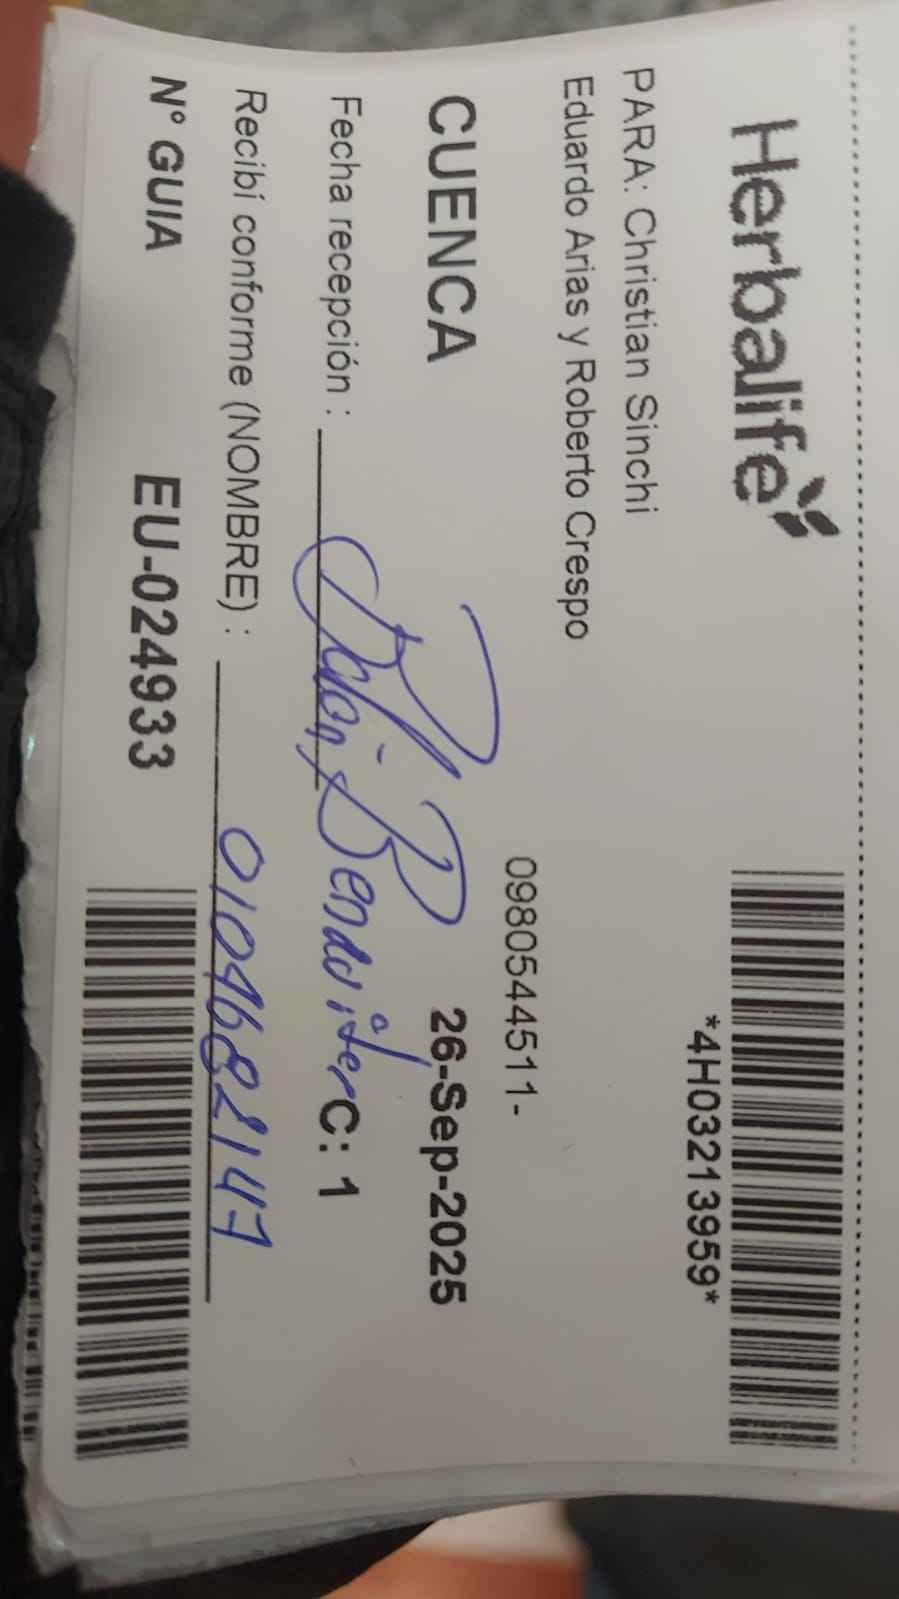 Herbalife
*4H03213959*
PARA: Christian Sinchi
Eduardo Arias y Roberto Crespo
0980544511-
CUENCA 26-Sep-2025
Fecha recepción : C: 1
Recibí conforme (NOMBRE) : 0104682147
N° GUIA EU-024933